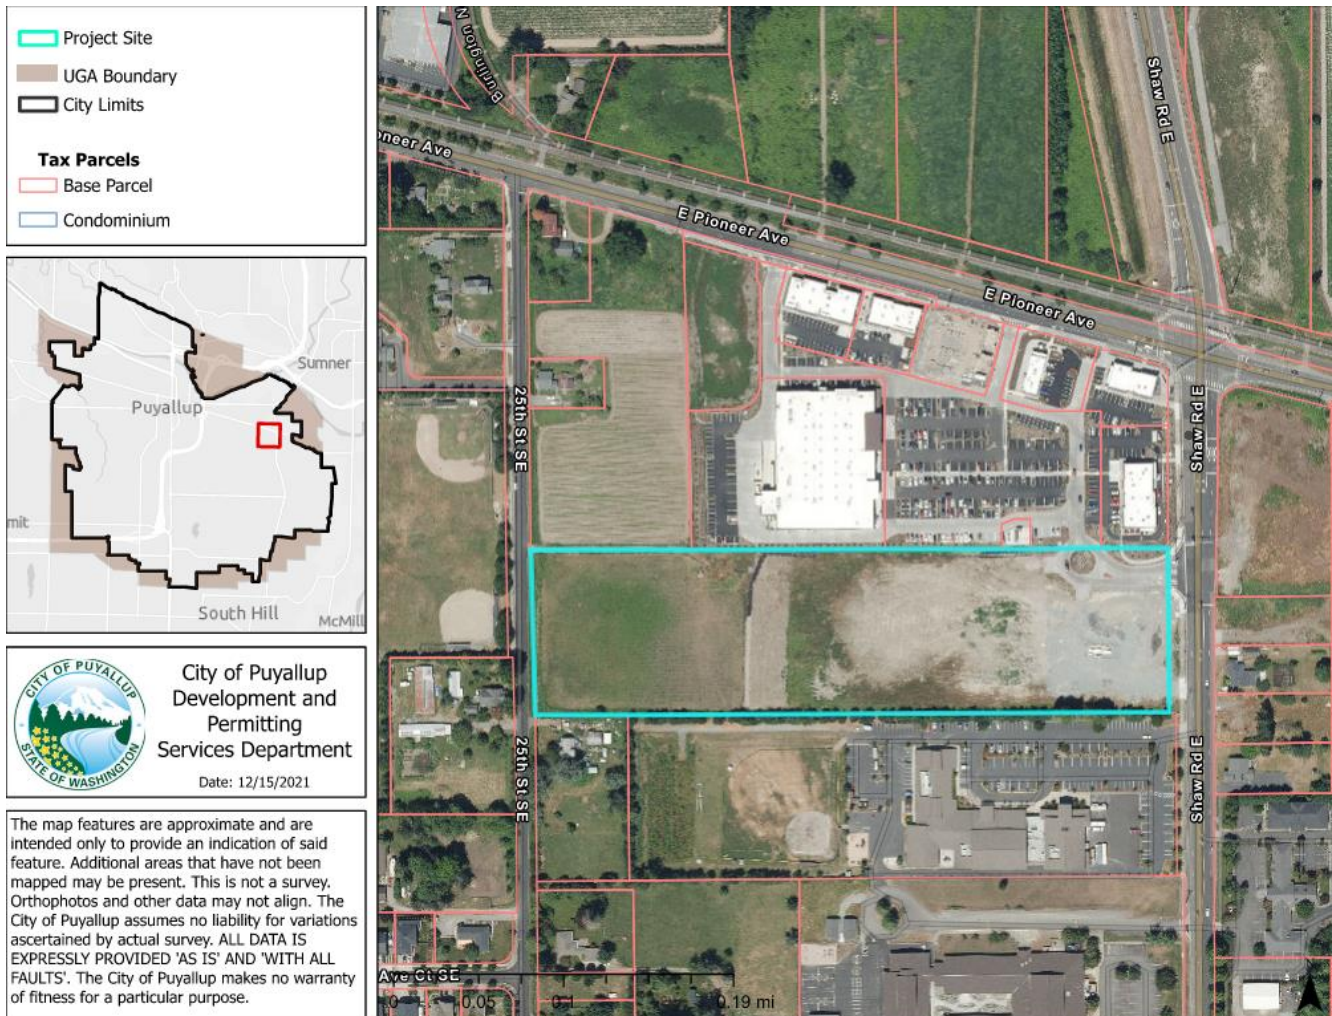 Project Site
UGA Boundary
City Limits
Tax Parcels
Base Parcel
Condominium
Sumner
Puyallup
mit
South Hill
McMill
CITY OF PUYALLUP
STATE OF WASHINGTON
City of Puyallup
Development and
Permitting
Services Department
Date: 12/15/2021
The map features are approximate and are
intended only to provide an indication of said
feature. Additional areas that have not been
mapped may be present. This is not a survey.
Orthophotos and other data may not align. The
City of Puyallup assumes no liability for variations
ascertained by actual survey. ALL DATA IS
EXPRESSLY PROVIDED 'AS IS' AND 'WITH ALL
FAULTS'. The City of Puyallup makes no warranty
of fitness for a particular purpose.
Burlington N
Shaw Rd E
oneer Ave
E Pioneer Ave
E Pioneer Ave
25th St SE
Shaw Rd E
25th St SE
Shaw Rd E
Ave Ct SE
0 0.05 0.1 0.19 mi